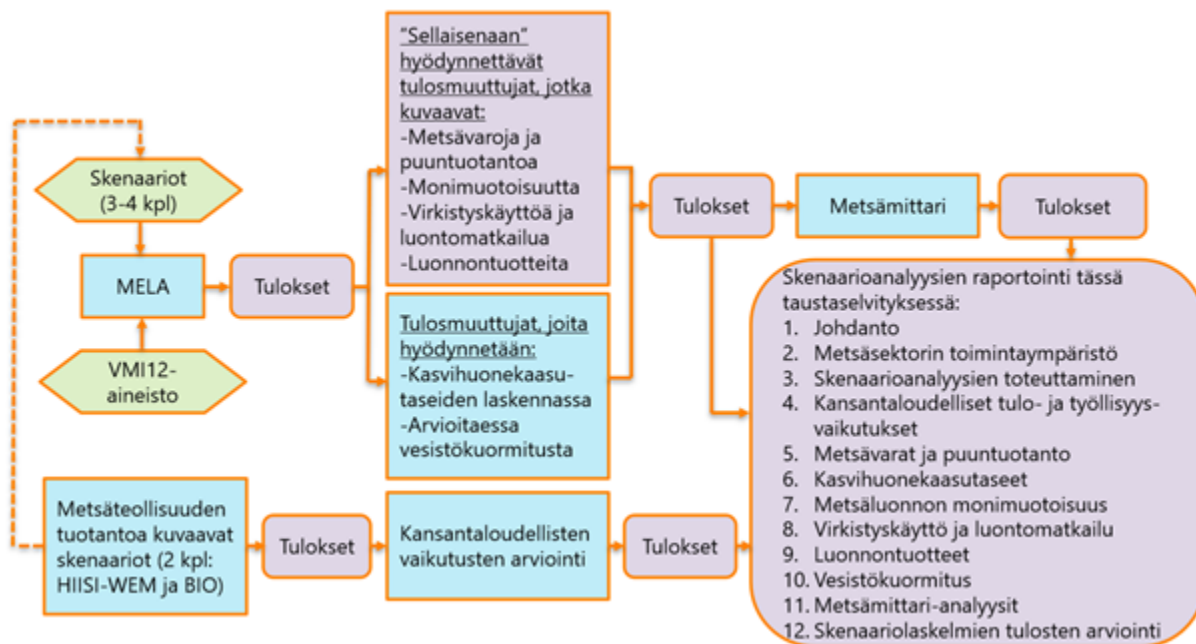 "Sellaisenaan"
hyödynnettävät
tulosmuuttujat, jotka
kuvaavat:
-Metsävaroja ja
puuntuotantoa
-Monimuotoisuutta
-Virkistyskäyttöä ja
luontomatkailua
-Luonnontuotteita
Skenaariot
(3-4 kpl)
MELA
VMI12-
aineisto
Tulokset
Tulosmuuttujat, joita
hyödynnetään:
-Kasvihuonekaasu-
taseiden laskennassa
-Arvioitaessa
vesistökuormitusta
Tulokset
Metsämittari
Tulokset
Metsäteollisuuden
tuotantoa kuvaavat
skenaariot (2 kpl:
HIISI-WEM ja BIO)
Tulokset
Kansantaloudellisten
vaikutusten arviointi
Tulokset
Skenaarioanalyysien raportointi tässä
taustaselvityksessä:
1. Johdanto
2. Metsäsektorin toimintaympäristö
3. Skenaarioanalyysien toteuttaminen
4. Kansantaloudelliset tulo- ja työllisyys-
vaikutukset
5. Metsävarat ja puuntuotanto
6. Kasvihuonekaasutaseet
7. Metsäluonnon monimuotoisuus
8. Virkistyskäyttö ja luontomatkailu
9. Luonnontuotteet
10. Vesistökuormitus
11. Metsämittari-analyysit
12. Skenaariolaskelmien tulosten arviointi